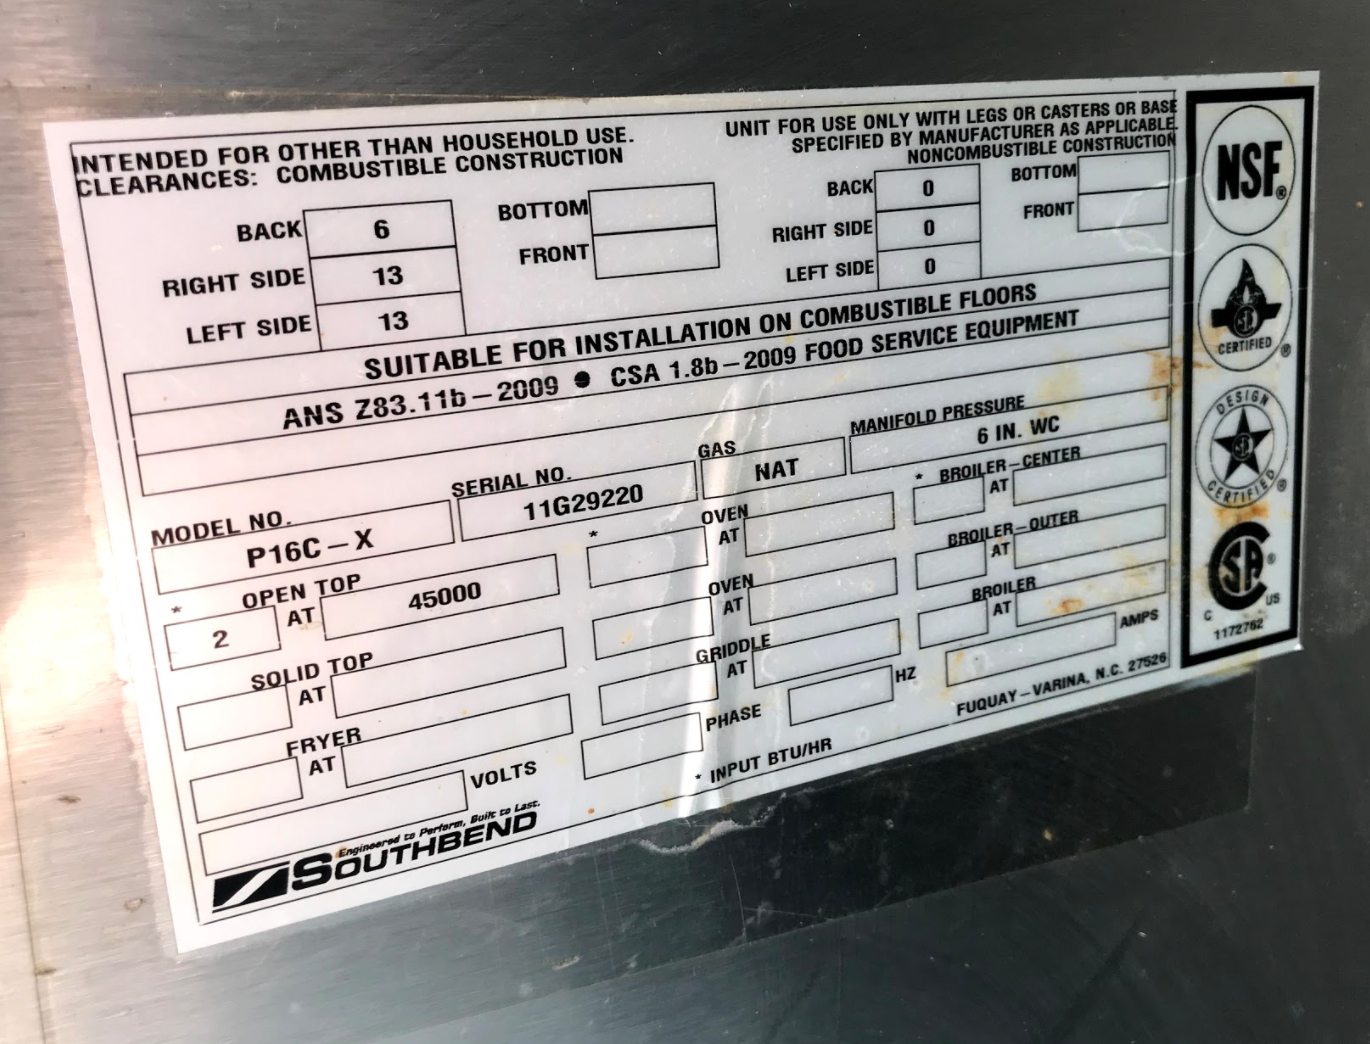 INTENDED FOR OTHER THAN HOUSEHOLD USE.
CLEARANCES: COMBUSTIBLE CONSTRUCTION
UNIT FOR USE ONLY WITH LEGS OR CASTERS OR BASE
SPECIFIED BY MANUFACTURER AS APPLICABLE.
NONCOMBUSTIBLE CONSTRUCTION
BACK 6 BOTTOM
RIGHT SIDE 13 FRONT
LEFT SIDE 13
BACK 0 BOTTOM
RIGHT SIDE 0 FRONT
LEFT SIDE 0
SUITABLE FOR INSTALLATION ON COMBUSTIBLE FLOORS
ANS Z83.11b – 2009 ● CSA 1.8b – 2009 FOOD SERVICE EQUIPMENT
MODEL NO. SERIAL NO. GAS MANIFOLD PRESSURE
P16C – X 11G29220 NAT 6 IN. WC
* OPEN TOP * OVEN * BROILER – CENTER
2 AT 45000 AT AT
SOLID TOP OVEN BROILER – OUTER
AT AT AT
FRYER GRIDDLE BROILER
AT AT AT
VOLTS PHASE HZ AMPS
* INPUT BTU/HR
FUQUAY – VARINA, N.C. 27526
Engineered to Perform, Built to Last.
SOUTHBEND
NSF®
CERTIFIED ®
DESIGN
CERTIFIED ®
CSA ®
C US
1172762